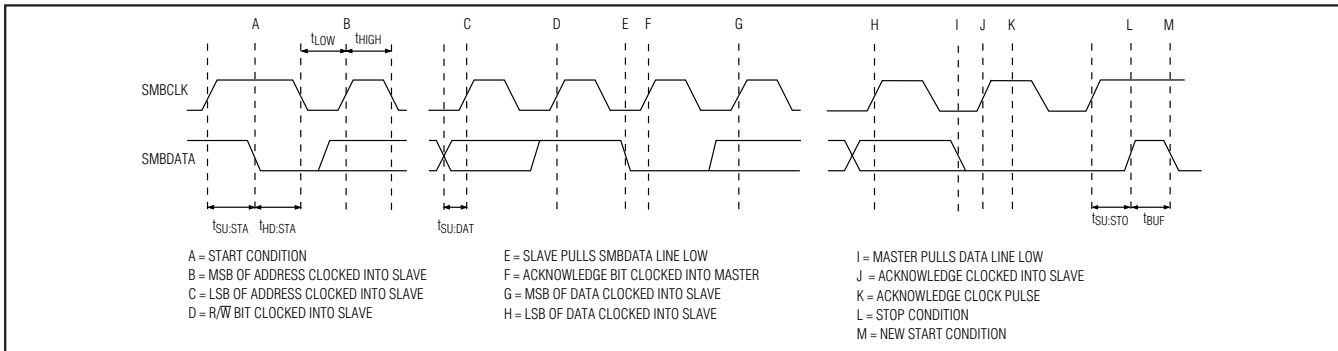 A B C D E F G H I J K L M
tLOW tHIGH
SMBCLK
SMBDATA
tSU:STA tHD:STA tSU:DAT tSU:STO tBUF
A = START CONDITION
B = MSB OF ADDRESS CLOCKED INTO SLAVE
C = LSB OF ADDRESS CLOCKED INTO SLAVE
D = R/W̅ BIT CLOCKED INTO SLAVE
E = SLAVE PULLS SMBDATA LINE LOW
F = ACKNOWLEDGE BIT CLOCKED INTO MASTER
G = MSB OF DATA CLOCKED INTO SLAVE
H = LSB OF DATA CLOCKED INTO SLAVE
I = MASTER PULLS DATA LINE LOW
J = ACKNOWLEDGE CLOCKED INTO SLAVE
K = ACKNOWLEDGE CLOCK PULSE
L = STOP CONDITION
M = NEW START CONDITION